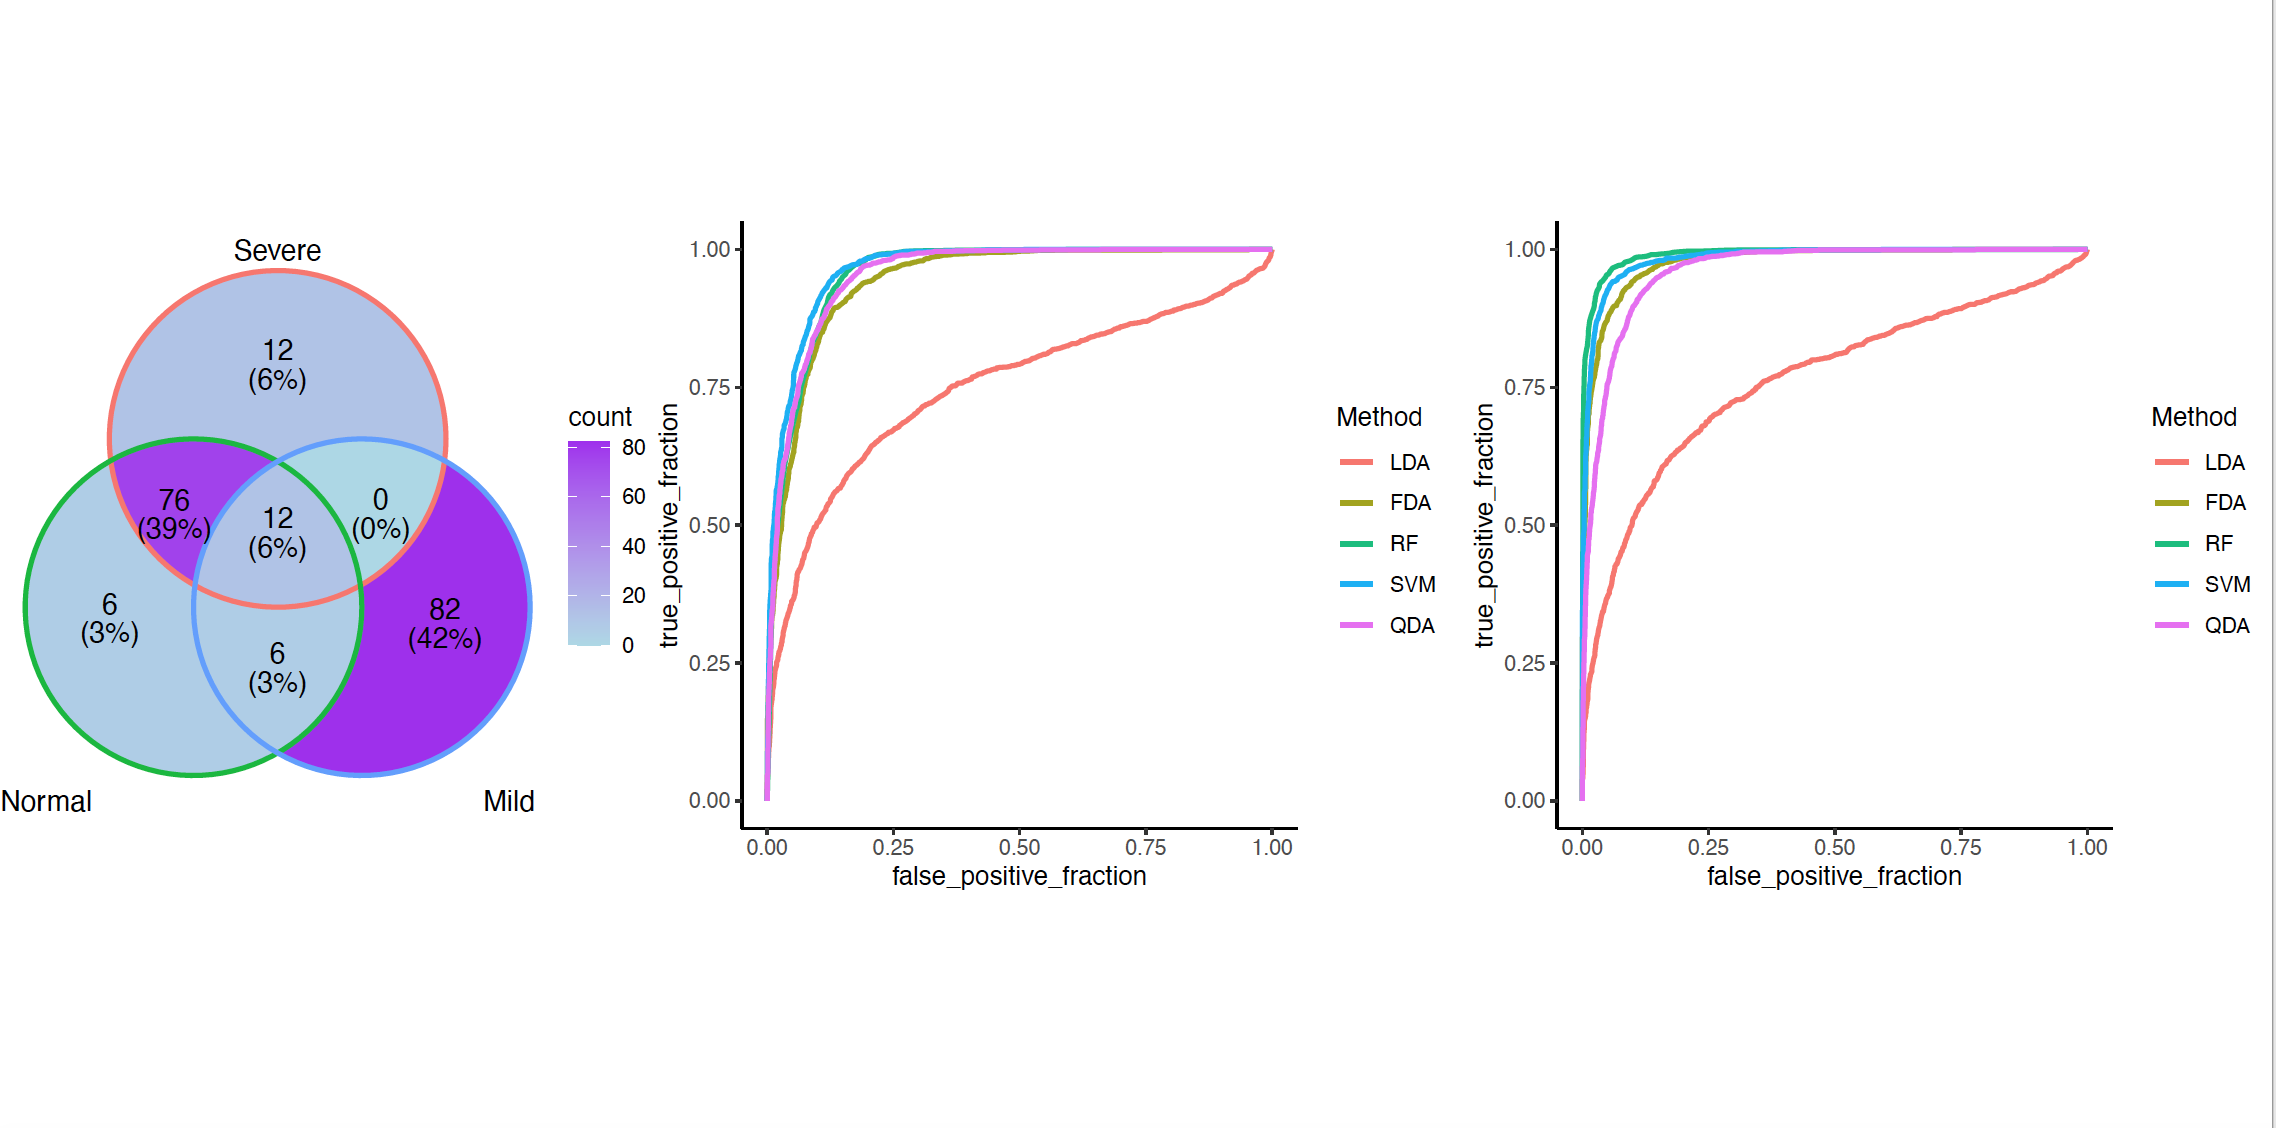 Severe
12
(6%)
76
(39%)
12
(6%)
0
(0%)
6
(3%)
6
(3%)
82
(42%)
Normal
Mild
count
80
60
40
20
0
true_positive_fraction
1.00
0.75
0.50
0.25
0.00
0.00 0.25 0.50 0.75 1.00
false_positive_fraction
Method
LDA
FDA
RF
SVM
QDA
true_positive_fraction
1.00
0.75
0.50
0.25
0.00
0.00 0.25 0.50 0.75 1.00
false_positive_fraction
Method
LDA
FDA
RF
SVM
QDA